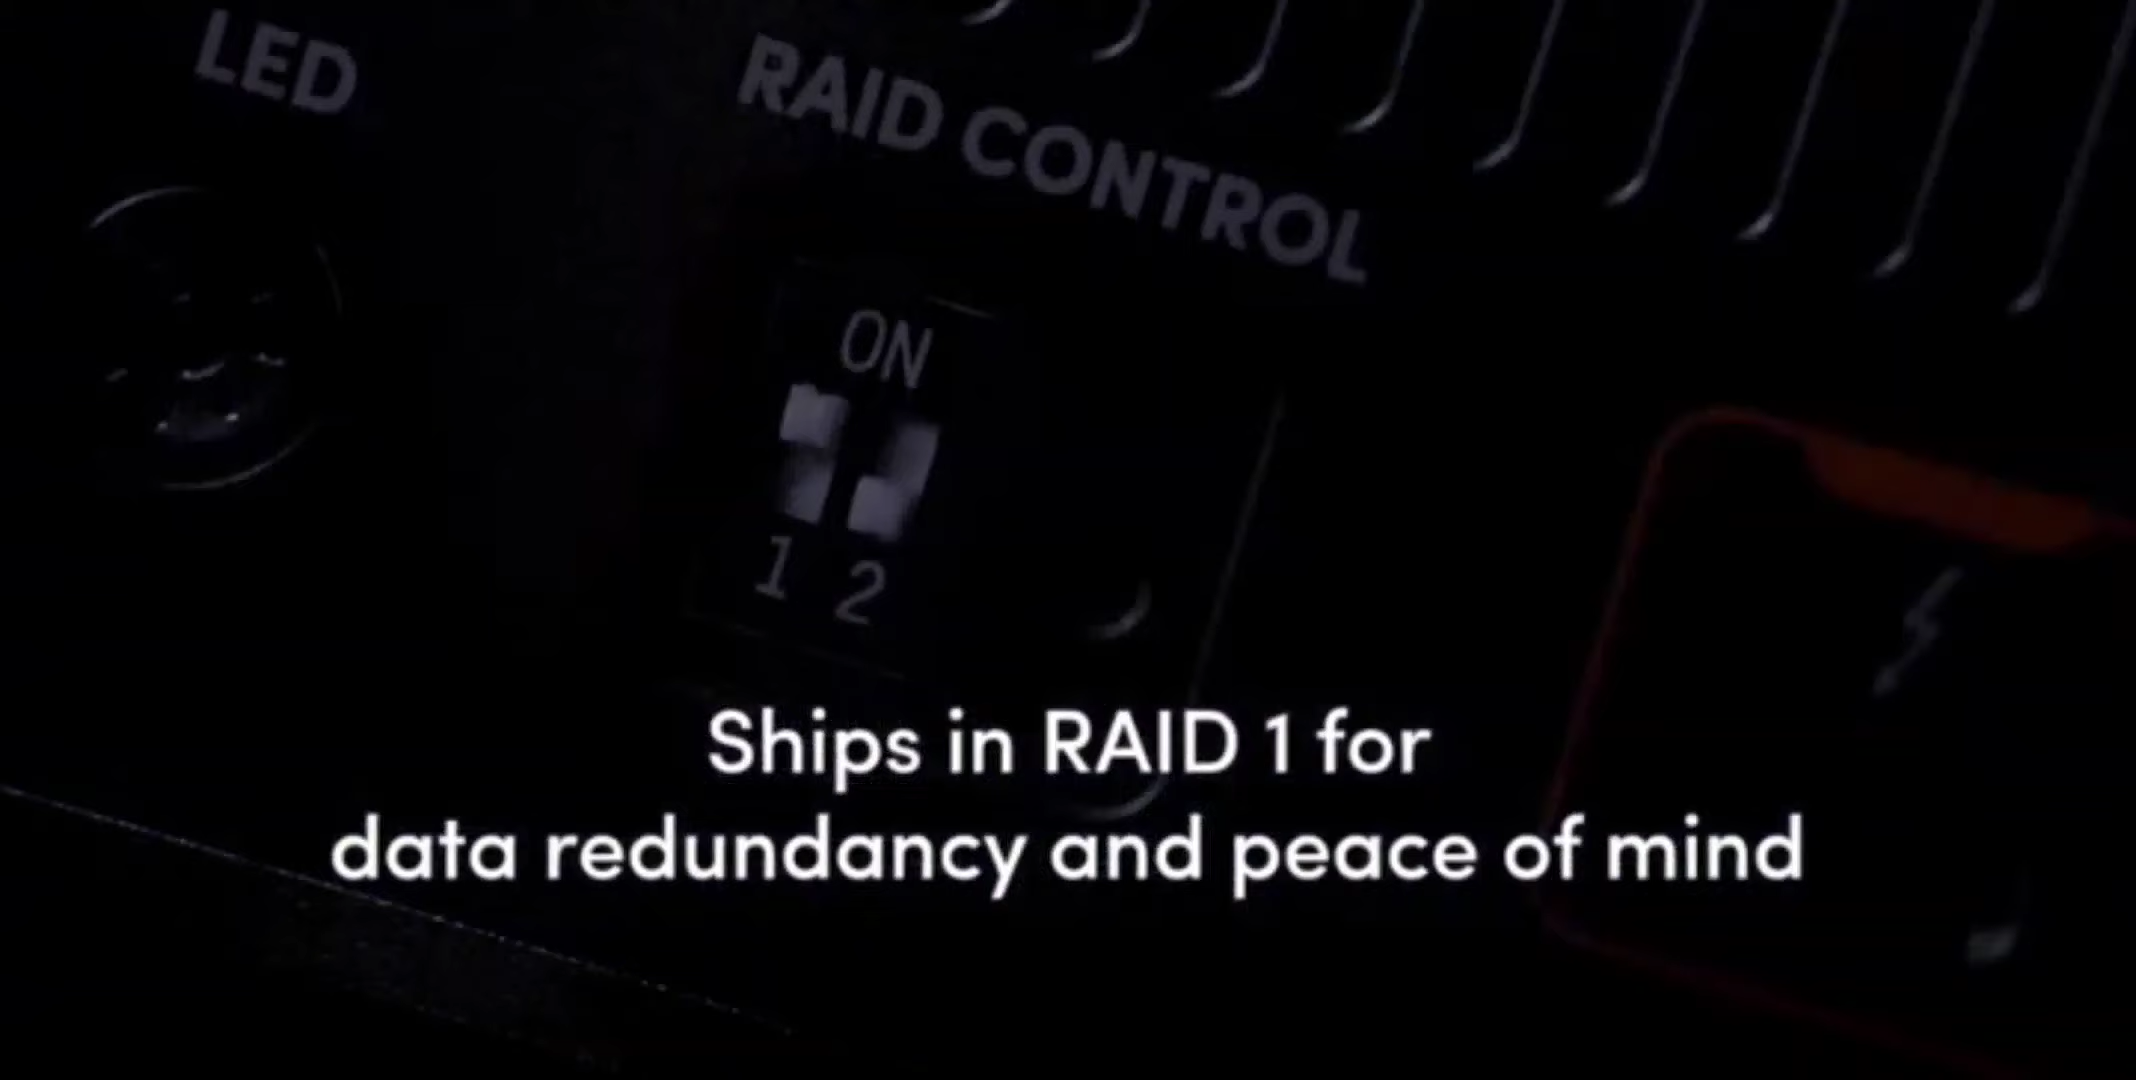 LED
RAID CONTROL
ON
1 2
Ships in RAID 1 for
data redundancy and peace of mind